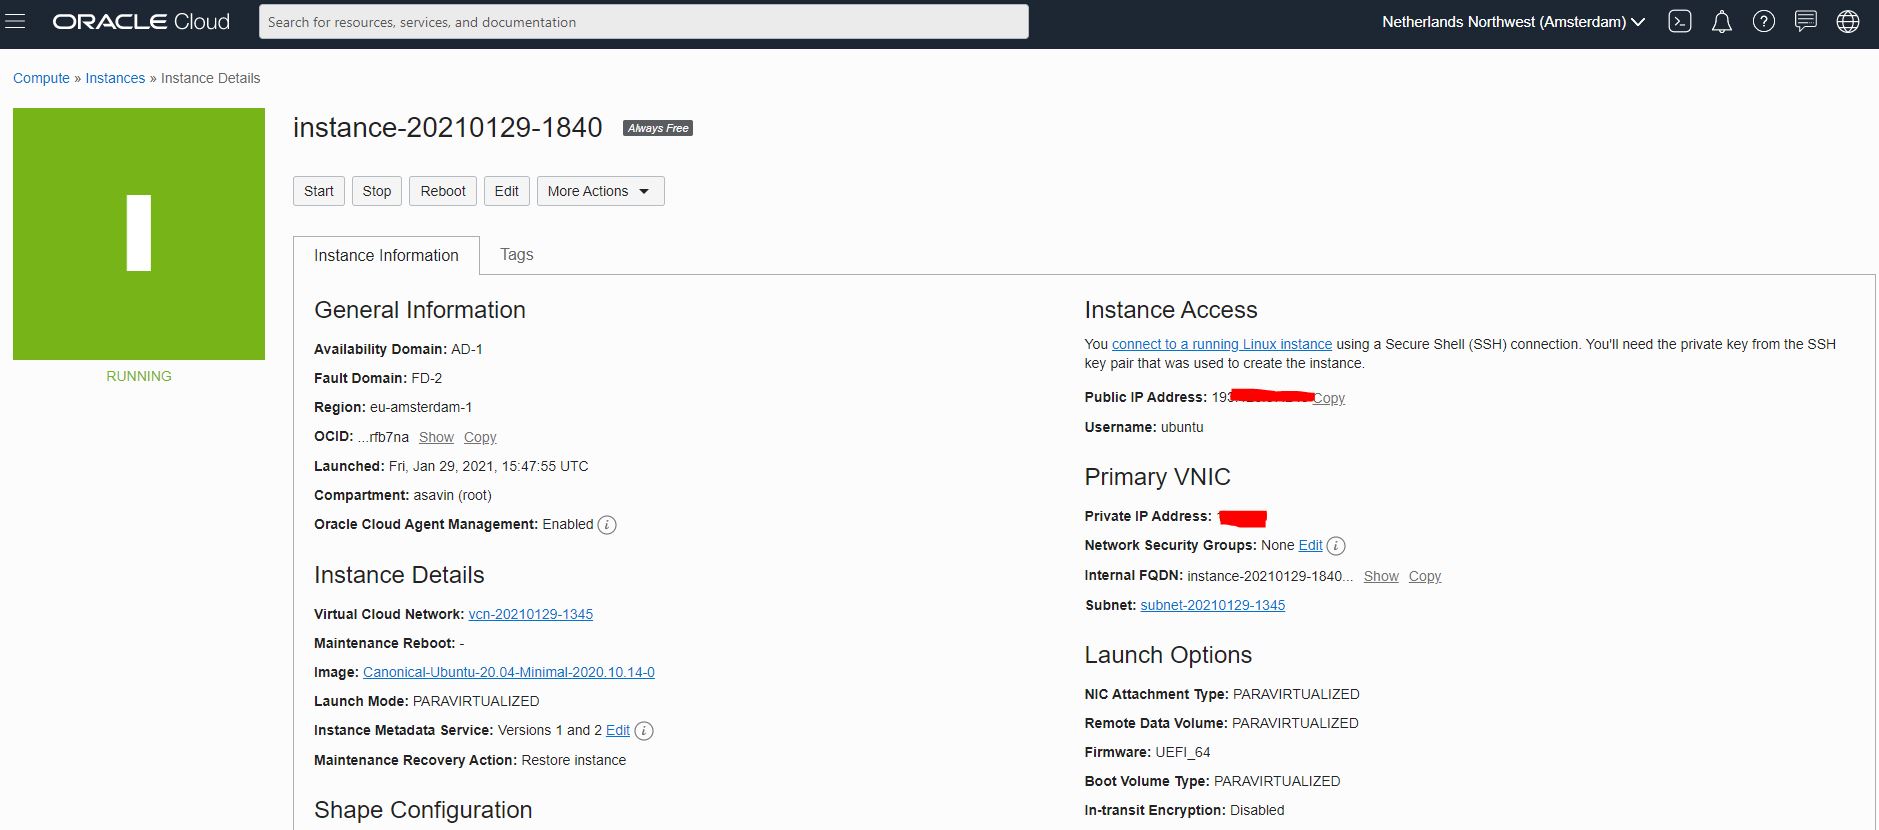 ORACLE Cloud
Search for resources, services, and documentation
Netherlands Northwest (Amsterdam)
Compute » Instances » Instance Details
I
RUNNING
instance-20210129-1840 Always Free
Start Stop Reboot Edit More Actions
Instance Information Tags
General Information
Availability Domain: AD-1
Fault Domain: FD-2
Region: eu-amsterdam-1
OCID: ...rfb7na Show Copy
Launched: Fri, Jan 29, 2021, 15:47:55 UTC
Compartment: asavin (root)
Oracle Cloud Agent Management: Enabled i
Instance Details
Virtual Cloud Network: vcn-20210129-1345
Maintenance Reboot: -
Image: Canonical-Ubuntu-20.04-Minimal-2020.10.14-0
Launch Mode: PARAVIRTUALIZED
Instance Metadata Service: Versions 1 and 2 Edit i
Maintenance Recovery Action: Restore instance
Shape Configuration
Instance Access
You connect to a running Linux instance using a Secure Shell (SSH) connection. You'll need the private key from the SSH
key pair that was used to create the instance.
Public IP Address: Copy
Username: ubuntu
Primary VNIC
Private IP Address:
Network Security Groups: None Edit i
Internal FQDN: instance-20210129-1840... Show Copy
Subnet: subnet-20210129-1345
Launch Options
NIC Attachment Type: PARAVIRTUALIZED
Remote Data Volume: PARAVIRTUALIZED
Firmware: UEFI_64
Boot Volume Type: PARAVIRTUALIZED
In-transit Encryption: Disabled